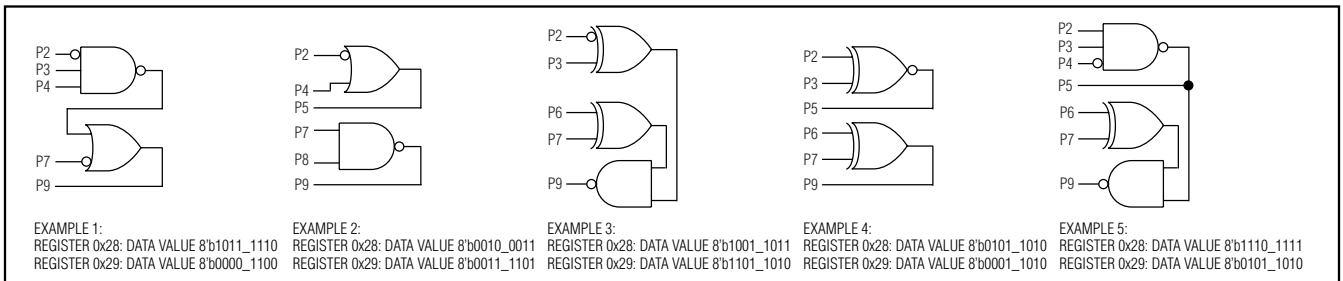 P2
P3
P4
P7
P9
EXAMPLE 1:
REGISTER 0x28: DATA VALUE 8'b1011_1110
REGISTER 0x29: DATA VALUE 8'b0000_1100
P2
P4
P5
P7
P8
P9
EXAMPLE 2:
REGISTER 0x28: DATA VALUE 8'b0010_0011
REGISTER 0x29: DATA VALUE 8'b0011_1101
P2
P3
P6
P7
P9
EXAMPLE 3:
REGISTER 0x28: DATA VALUE 8'b1001_1011
REGISTER 0x29: DATA VALUE 8'b1101_1010
P2
P3
P5
P6
P7
P9
EXAMPLE 4:
REGISTER 0x28: DATA VALUE 8'b0101_1010
REGISTER 0x29: DATA VALUE 8'b0001_1010
P2
P3
P4
P5
P6
P7
P9
EXAMPLE 5:
REGISTER 0x28: DATA VALUE 8'b1110_1111
REGISTER 0x29: DATA VALUE 8'b0101_1010